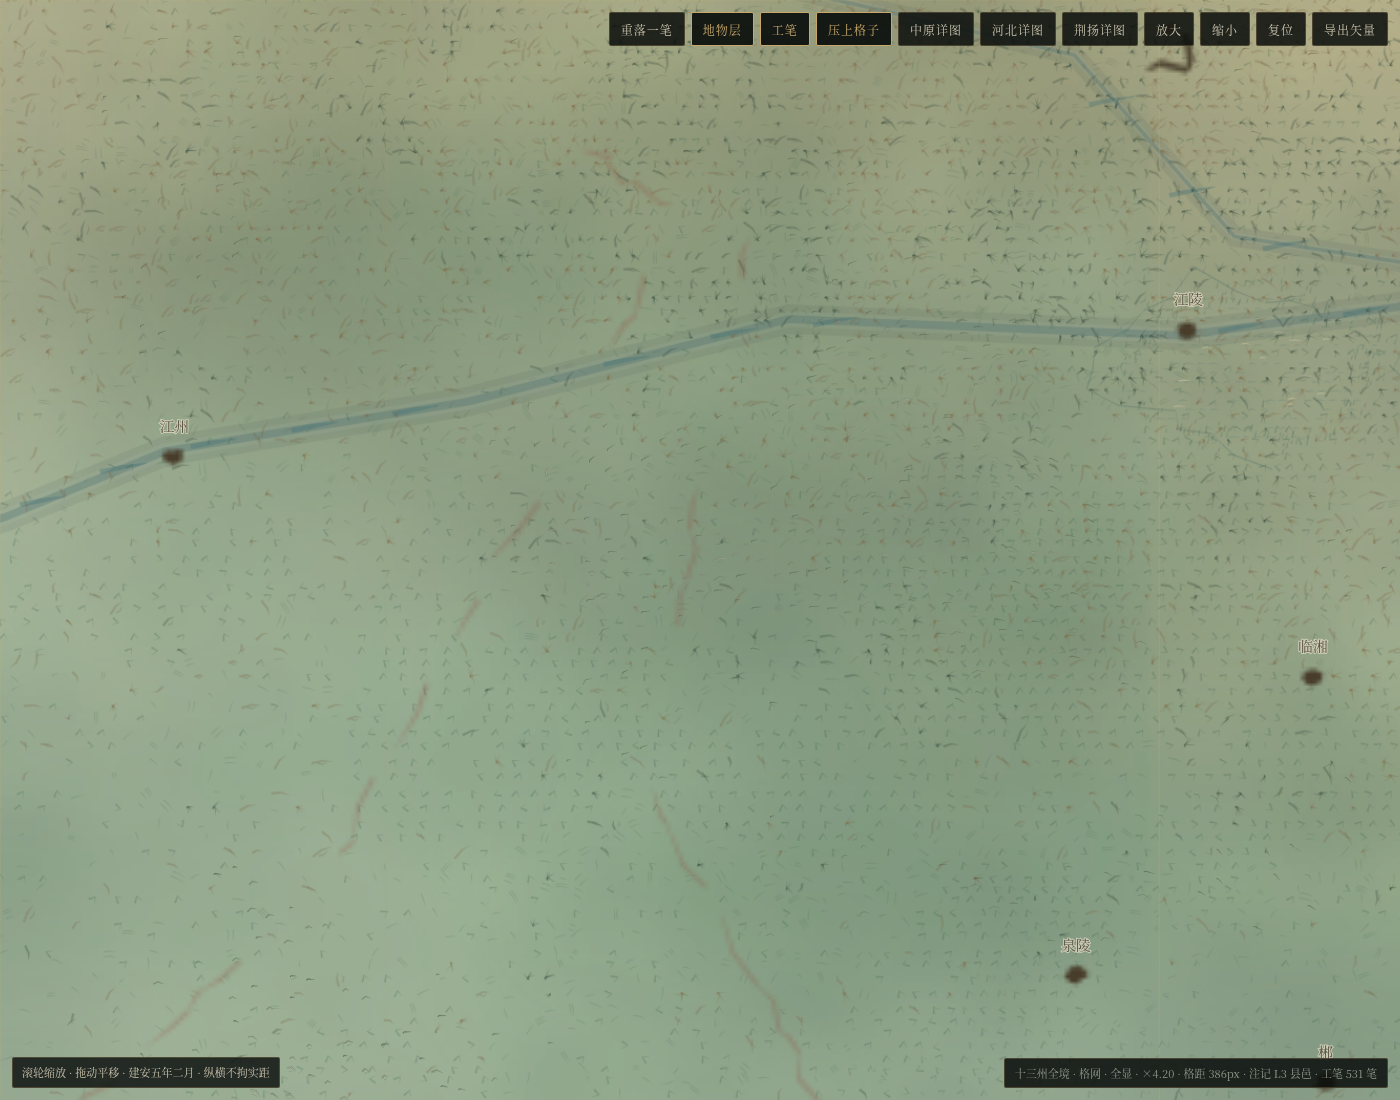 重落一笔 地物层 工笔 压上格子 中原详图 河北详图 荆扬详图 放大 缩小 复位 导出矢量
江陵
江州
临湘
泉陵
郴
滚轮缩放 · 拖动平移 · 建安五年二月 · 纵横不拘实距
十三州全境 · 格网 · 全显 · ×4.20 · 格距 386px · 注记 L3 县邑 · 工笔 531 笔